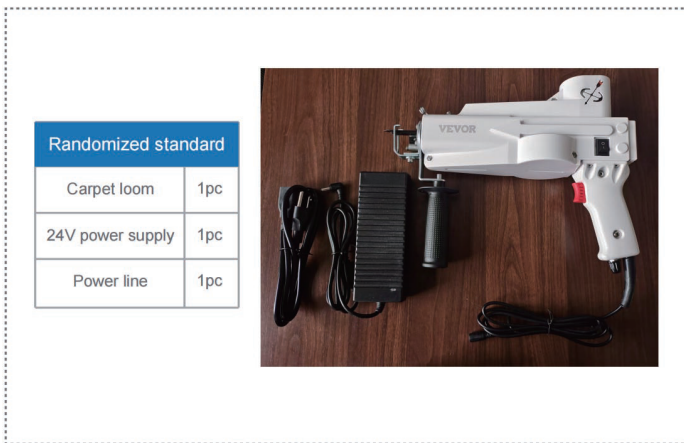 Randomized standard
Carpet loom 1pc
24V power supply 1pc
Power line 1pc
VEVOR